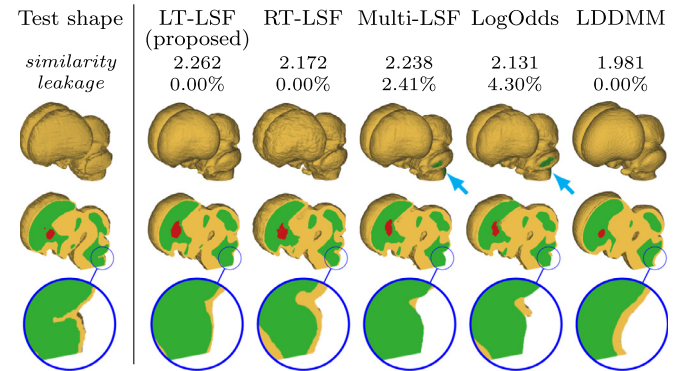 Test shape LT-LSF RT-LSF Multi-LSF LogOdds LDDMM
(proposed)
similarity 2.262 2.172 2.238 2.131 1.981
leakage 0.00% 0.00% 2.41% 4.30% 0.00%